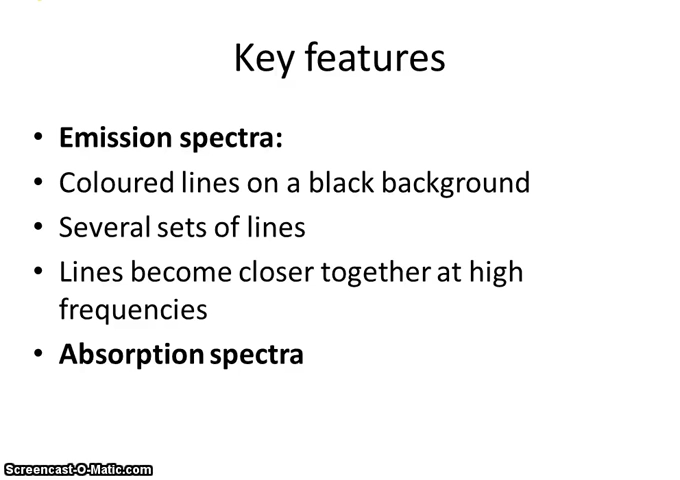 Key features
• Emission spectra:
• Coloured lines on a black background
• Several sets of lines
• Lines become closer together at high
frequencies
• Absorption spectra
Screencast-O-Matic.com